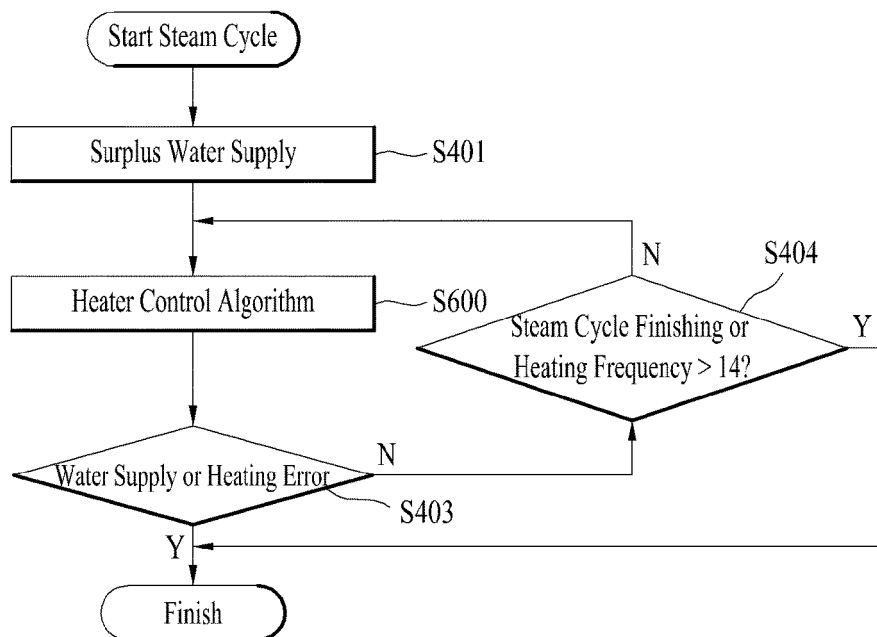 Start Steam Cycle
Surplus Water Supply
S401
N
S404
Heater Control Algorithm
S600
Steam Cycle Finishing or
Heating Frequency > 14?
Y
Water Supply or Heating Error
N
S403
Y
Finish